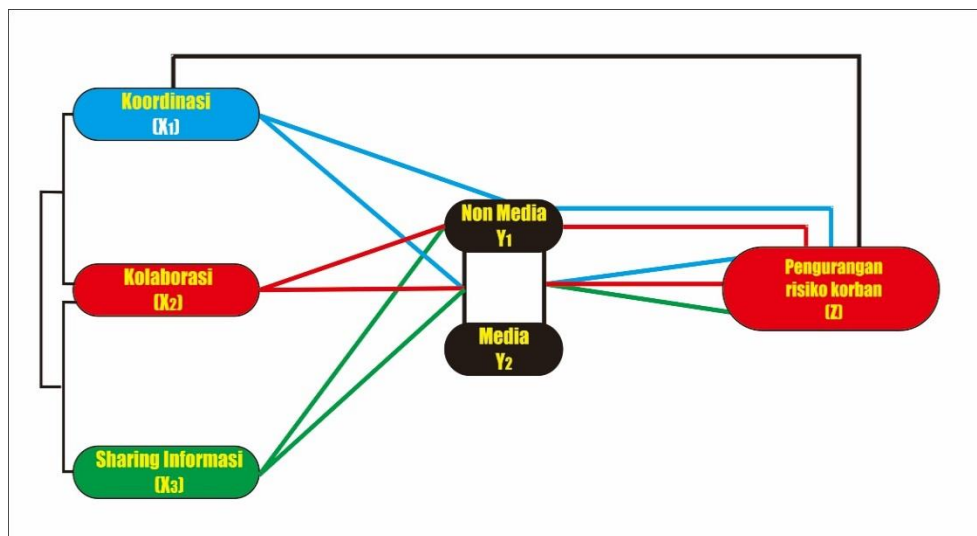 Koordinasi
(X1)
Non Media
Y1
Kolaborasi
(X2)
Pengurangan
risiko korban
(Z)
Media
Y2
Sharing Informasi
(X3)